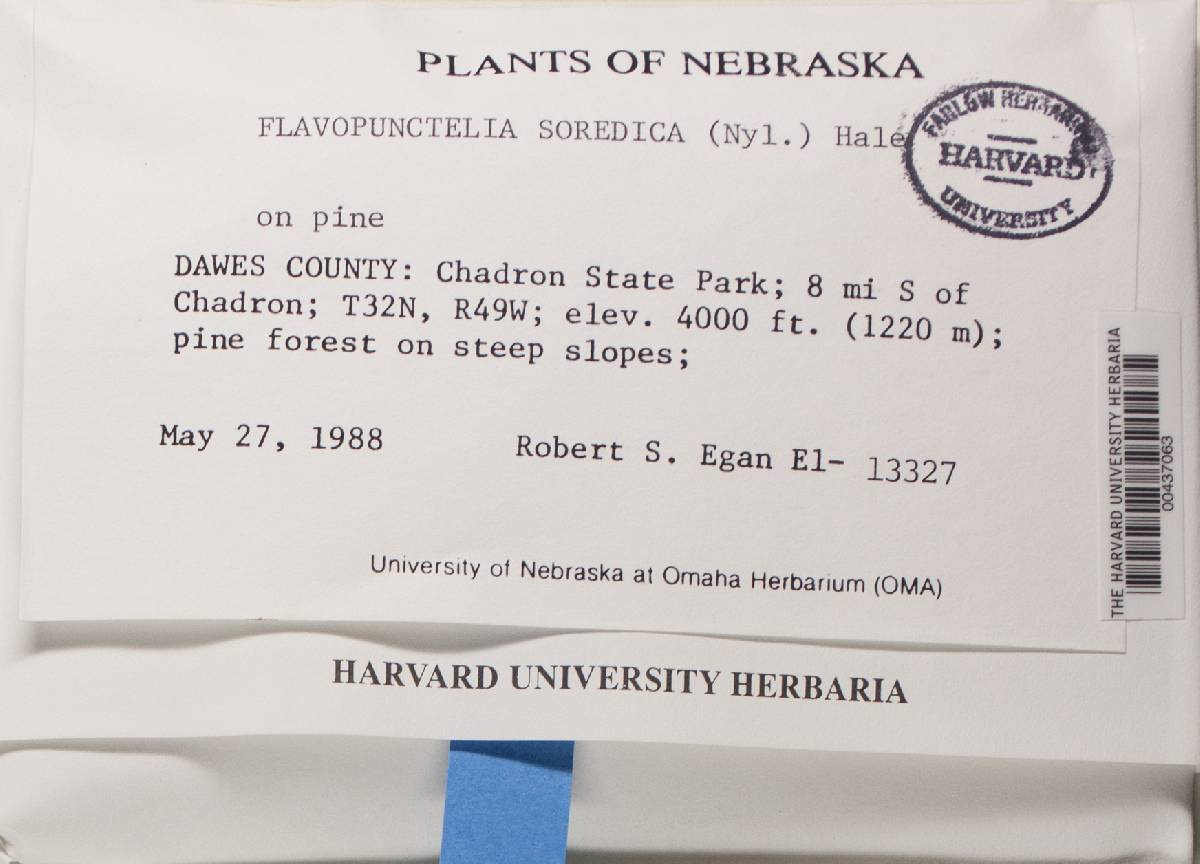 PLANTS OF NEBRASKA
FLAVOPUNCTELIA SOREDICA (Nyl.) Hale
FARLOW HERBARIUM
HARVARD
UNIVERSITY
on pine
DAWES COUNTY: Chadron State Park; 8 mi S of
Chadron; T32N, R49W; elev. 4000 ft. (1220 m);
pine forest on steep slopes;
May 27, 1988 Robert S. Egan El- 13327
University of Nebraska at Omaha Herbarium (OMA)
THE HARVARD UNIVERSITY HERBARIA
00437063
HARVARD UNIVERSITY HERBARIA